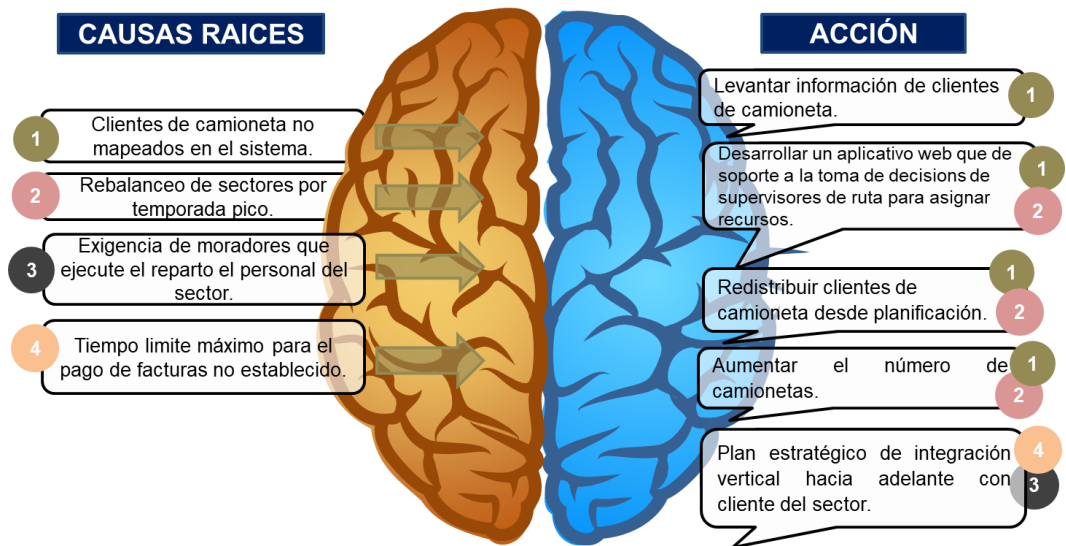 CAUSAS RAICES
1
Clientes de camioneta no
mapeados en el sistema.
2
Rebalanceo de sectores por
temporada pico.
3
Exigencia de moradores que
ejecute el reparto el personal del
sector.
4
Tiempo limite máximo para el
pago de facturas no establecido.
ACCIÓN
Levantar información de clientes
de camioneta.
1
Desarrollar un aplicativo web que de
soporte a la toma de decisions de
supervisores de ruta para asignar
recursos.
1
2
Redistribuir clientes de
camioneta desde planificación.
1
2
Aumentar el número de
camionetas.
1
2
Plan estratégico de integración
vertical hacia adelante con
cliente del sector.
4
3